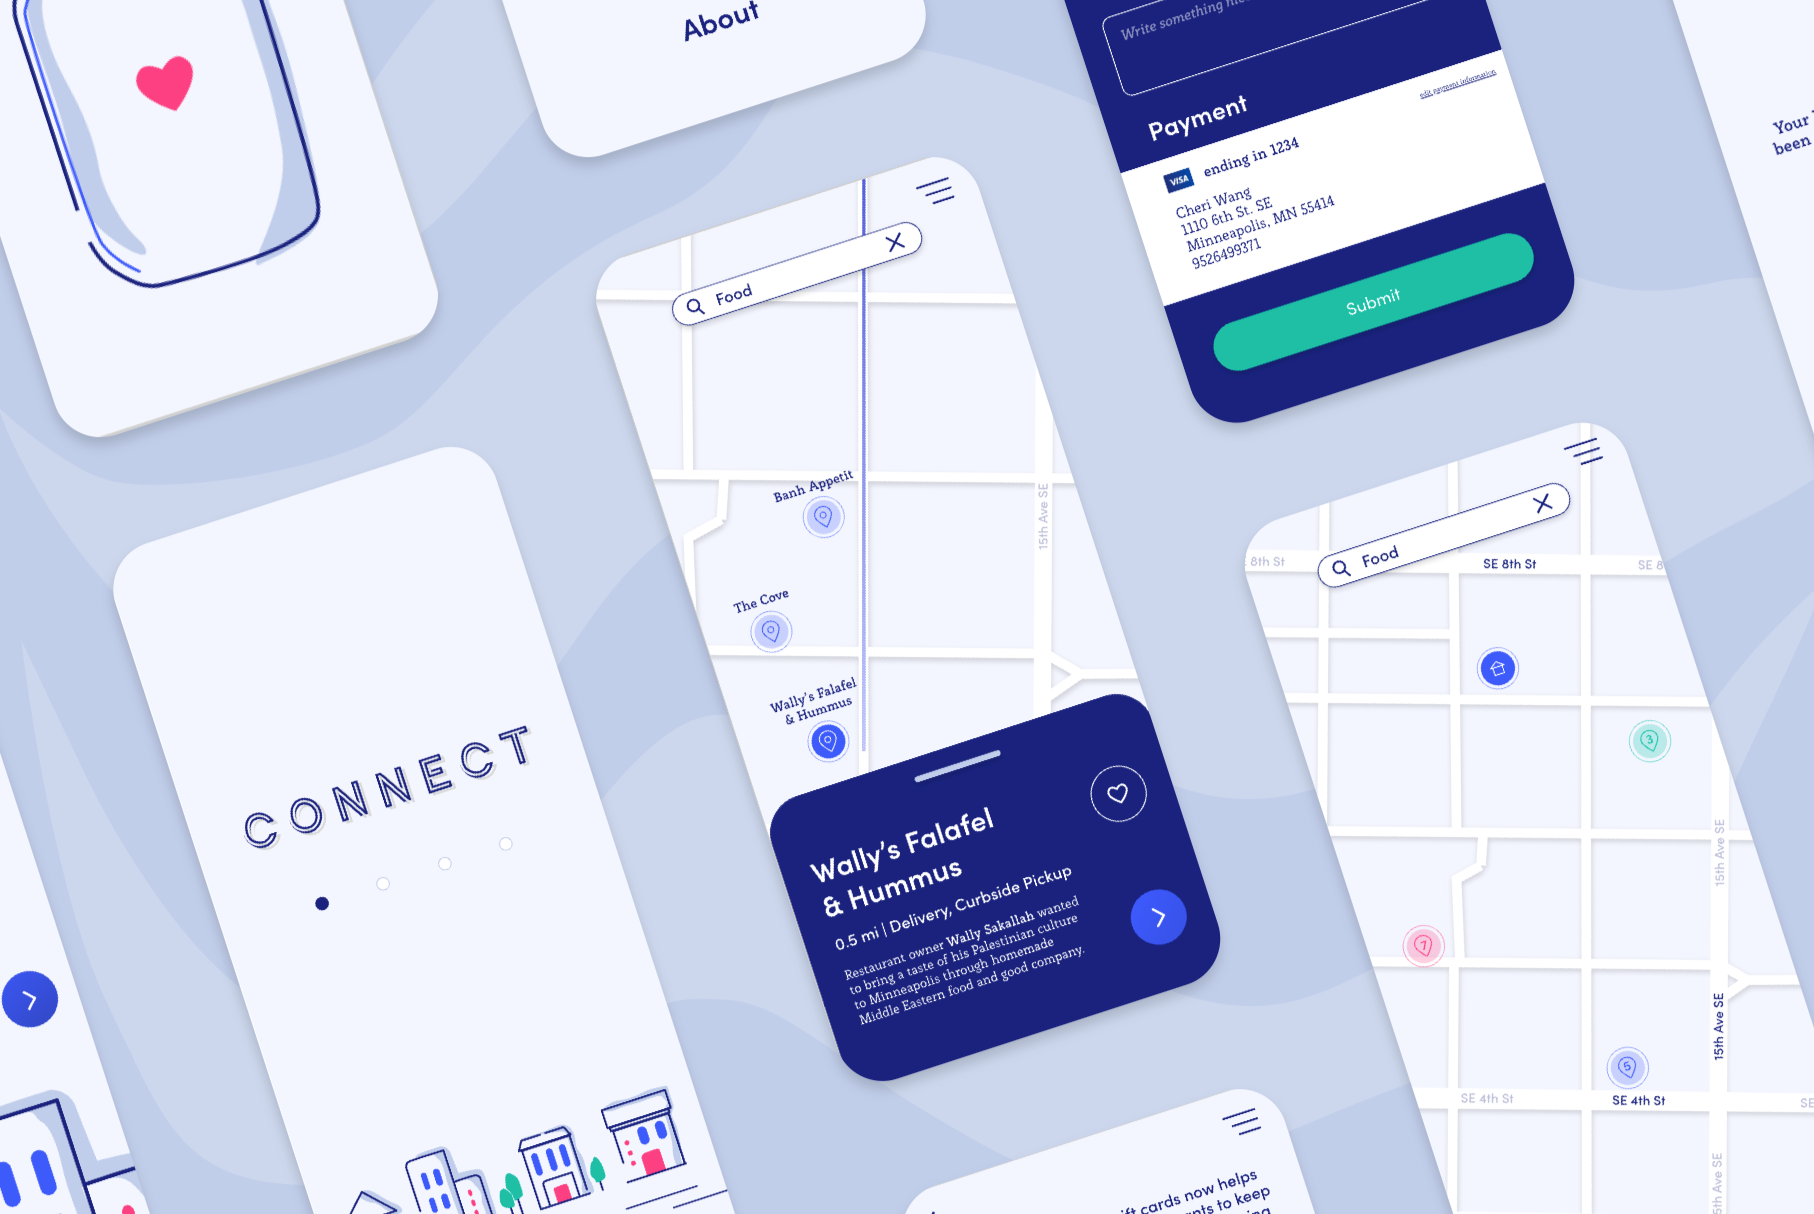 About
Write something nice
Payment
edit payment information
VISA
ending in 1234
Cheri Wang
1110 6th St. SE
Minneapolis, MN 55414
9526499371
Submit
Your
been
Food
Banh Appetit
15th Ave SE
The Cove
Wally's Falafel
& Hummus
Wally's Falafel
& Hummus
0.5 mi | Delivery, Curbside Pickup
Restaurant owner Wally Sakallah wanted
to bring a taste of his Palestinian culture
to Minneapolis through homemade
Middle Eastern food and good company.
CONNECT
Food
8th St
SE 8th St
SE 8
3
15th Ave SE
7
15th Ave SE
5
SE 4th St
SE 4th St
SE
5th Ave SE
ift cards now helps
nts to keep